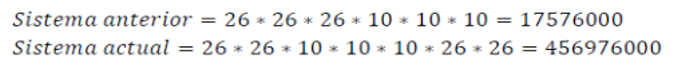 Sistema anterior = 26 * 26 * 26 * 10 * 10 * 10 = 17576000
Sistema actual = 26 * 26 * 10 * 10 * 10 * 26 * 26 = 456976000